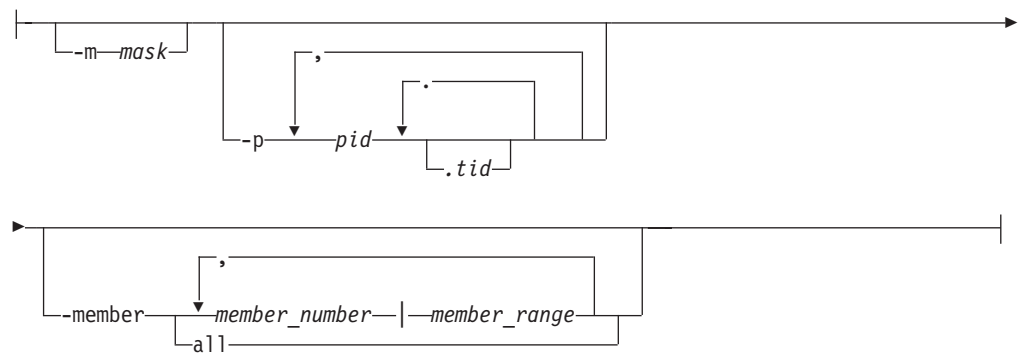 -m mask
,
.
-p pid
.tid
,
-member member_number | member_range
all